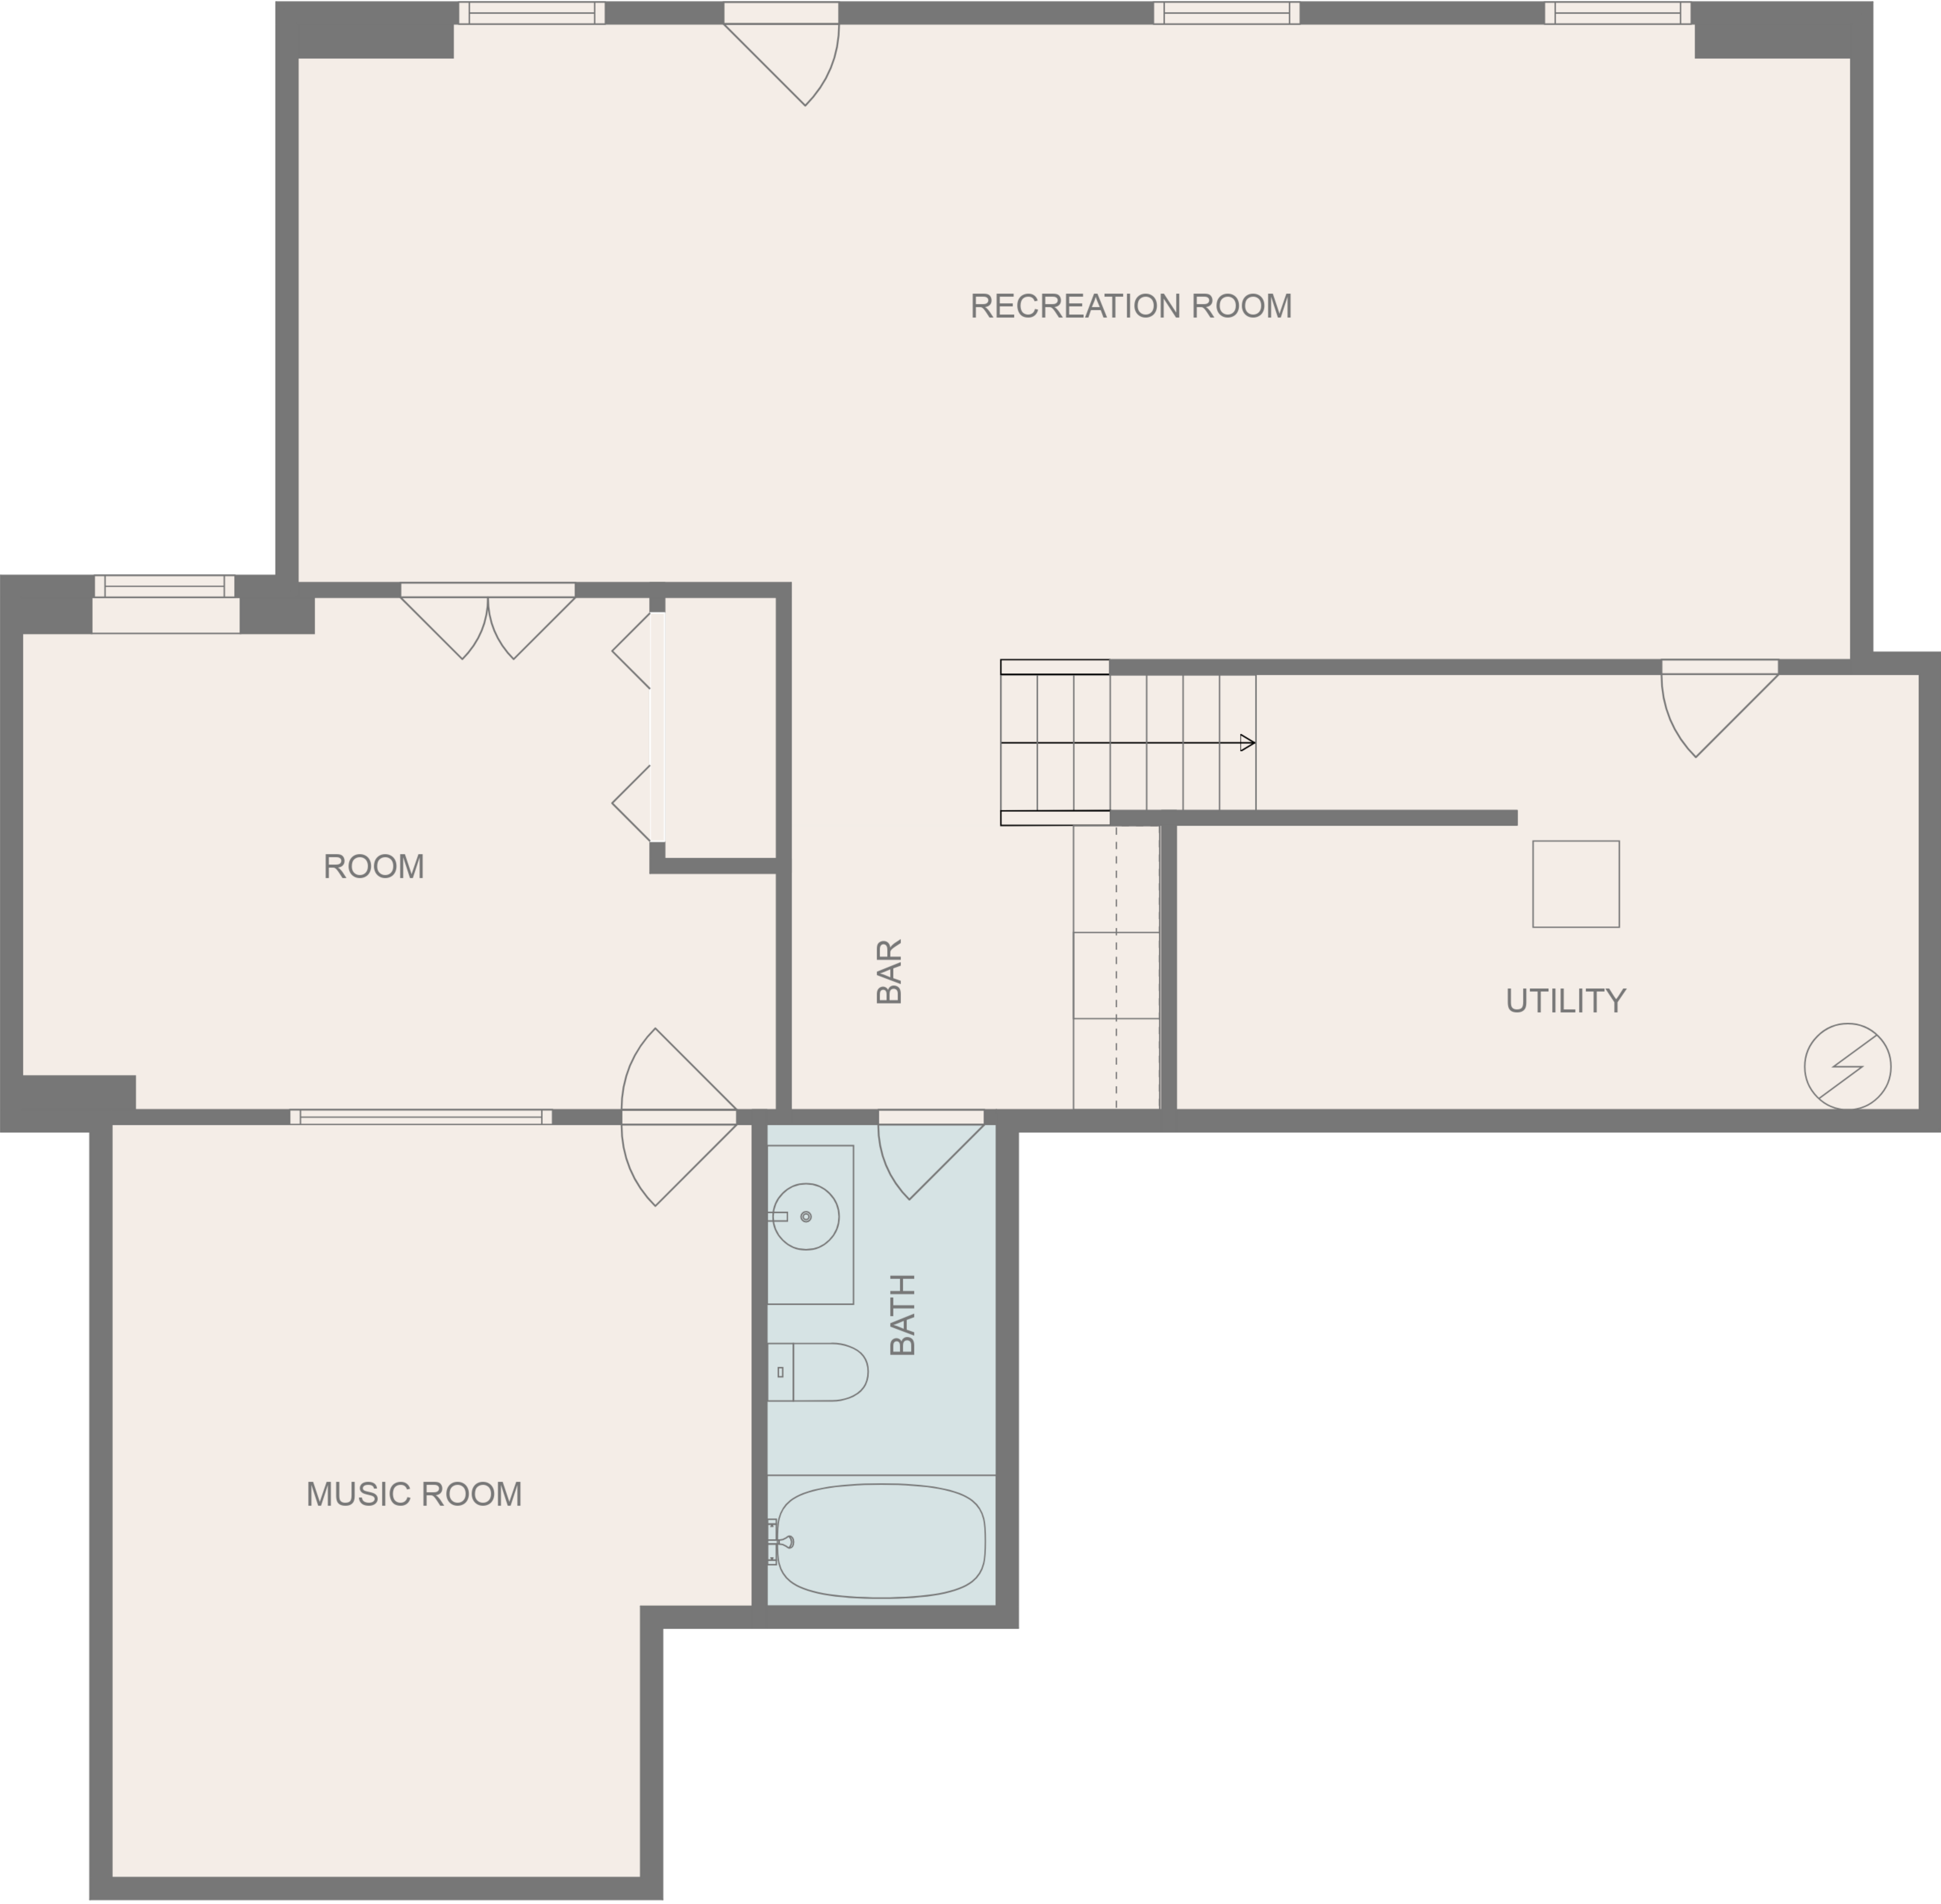 RECREATION ROOM
ROOM
BAR
UTILITY
BATH
MUSIC ROOM